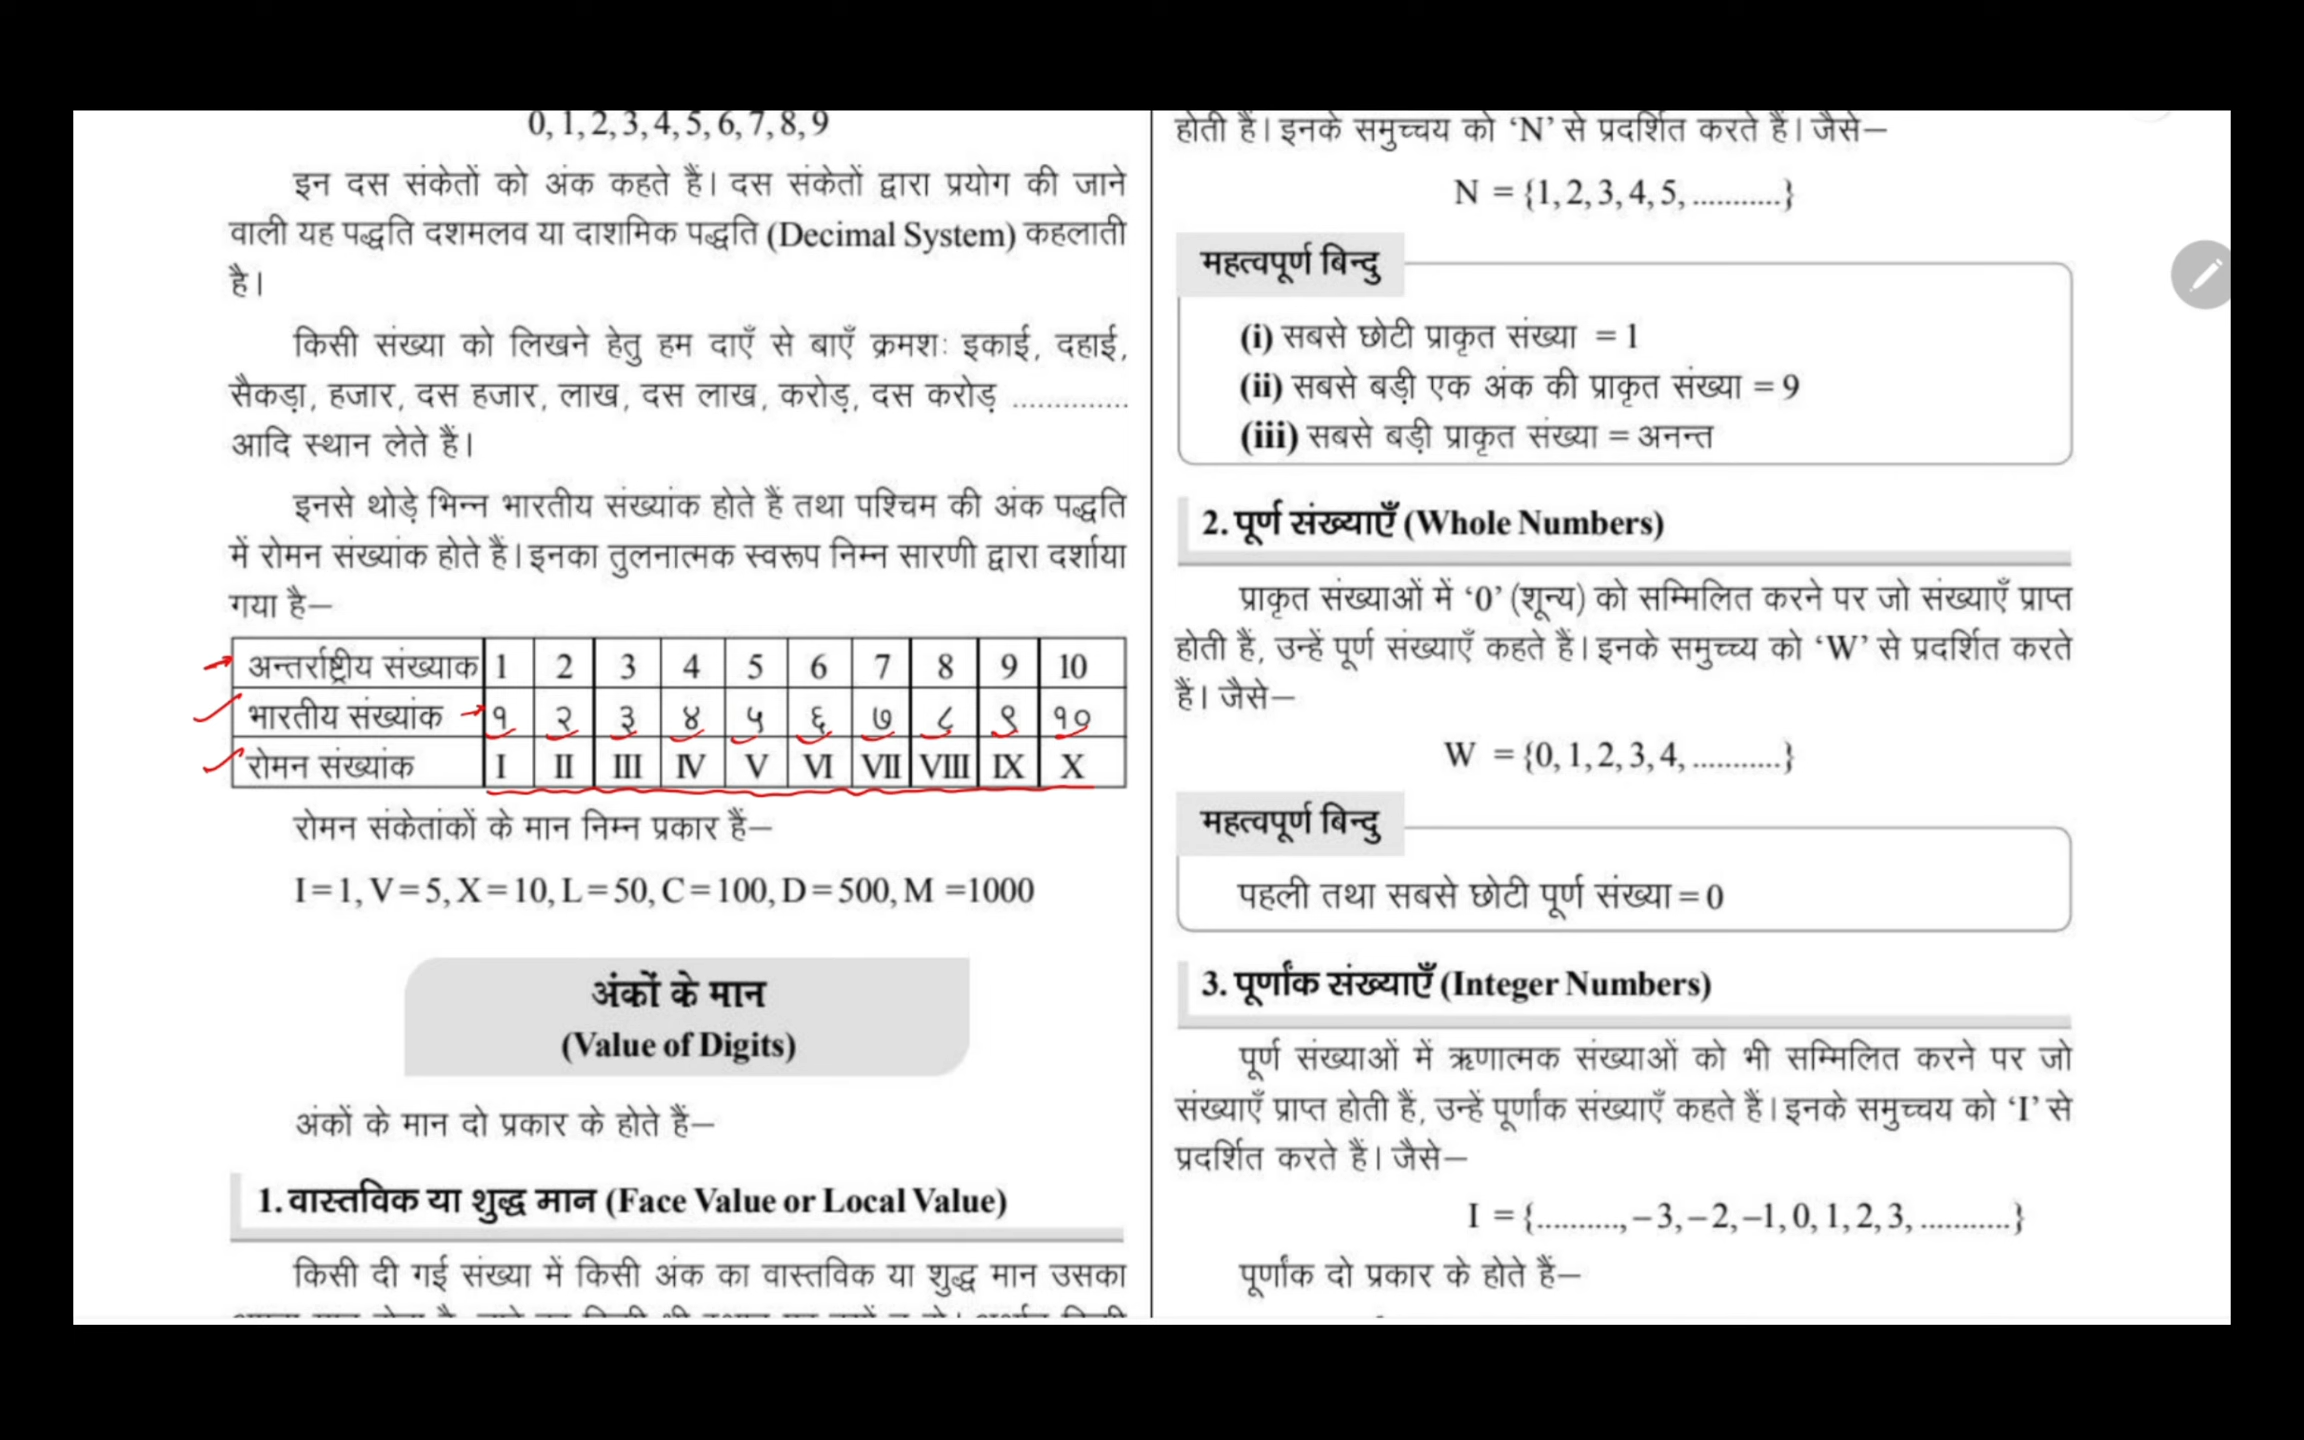 0, 1, 2, 3, 4, 5, 6, 7, 8, 9
इन दस संकेतों को अंक कहते हैं। दस संकेतों द्वारा प्रयोग की जाने
वाली यह पद्धति दशमलव या दाशमिक पद्धति (Decimal System) कहलाती
है।
किसी संख्या को लिखने हेतु हम दाएँ से बाएँ क्रमशः इकाई, दहाई,
सैकड़ा, हजार, दस हजार, लाख, दस लाख, करोड़, दस करोड़ ..............
आदि स्थान लेते हैं।
इनसे थोड़े भिन्न भारतीय संख्यांक होते हैं तथा पश्चिम की अंक पद्धति
में रोमन संख्यांक होते हैं। इनका तुलनात्मक स्वरूप निम्न सारणी द्वारा दर्शाया
गया है—
अन्तर्राष्ट्रीय संख्याक 1 2 3 4 5 6 7 8 9 10
भारतीय संख्यांक १ २ ३ ४ ५ ६ ७ ८ ९ १०
रोमन संख्यांक I II III IV V VI VII VIII IX X
रोमन संकेतांकों के मान निम्न प्रकार हैं—
I=1, V=5, X=10, L=50, C=100, D=500, M =1000
अंकों के मान
(Value of Digits)
अंकों के मान दो प्रकार के होते हैं—
1. वास्तविक या शुद्ध मान (Face Value or Local Value)
किसी दी गई संख्या में किसी अंक का वास्तविक या शुद्ध मान उसका
होती हैं। इनके समुच्चय को ‘N’ से प्रदर्शित करते हैं। जैसे—
N = {1, 2, 3, 4, 5, ...........}
महत्वपूर्ण बिन्दु
(i) सबसे छोटी प्राकृत संख्या = 1
(ii) सबसे बड़ी एक अंक की प्राकृत संख्या = 9
(iii) सबसे बड़ी प्राकृत संख्या = अनन्त
2. पूर्ण संख्याएँ (Whole Numbers)
प्राकृत संख्याओं में ‘0’ (शून्य) को सम्मिलित करने पर जो संख्याएँ प्राप्त
होती हैं, उन्हें पूर्ण संख्याएँ कहते हैं। इनके समुच्च्य को ‘W’ से प्रदर्शित करते
हैं। जैसे—
W = {0, 1, 2, 3, 4, ...........}
महत्वपूर्ण बिन्दु
पहली तथा सबसे छोटी पूर्ण संख्या = 0
3. पूर्णांक संख्याएँ (Integer Numbers)
पूर्ण संख्याओं में ऋणात्मक संख्याओं को भी सम्मिलित करने पर जो
संख्याएँ प्राप्त होती हैं, उन्हें पूर्णांक संख्याएँ कहते हैं। इनके समुच्चय को ‘I’ से
प्रदर्शित करते हैं। जैसे—
I = {.........., –3, –2, –1, 0, 1, 2, 3, ...........}
पूर्णांक दो प्रकार के होते हैं—